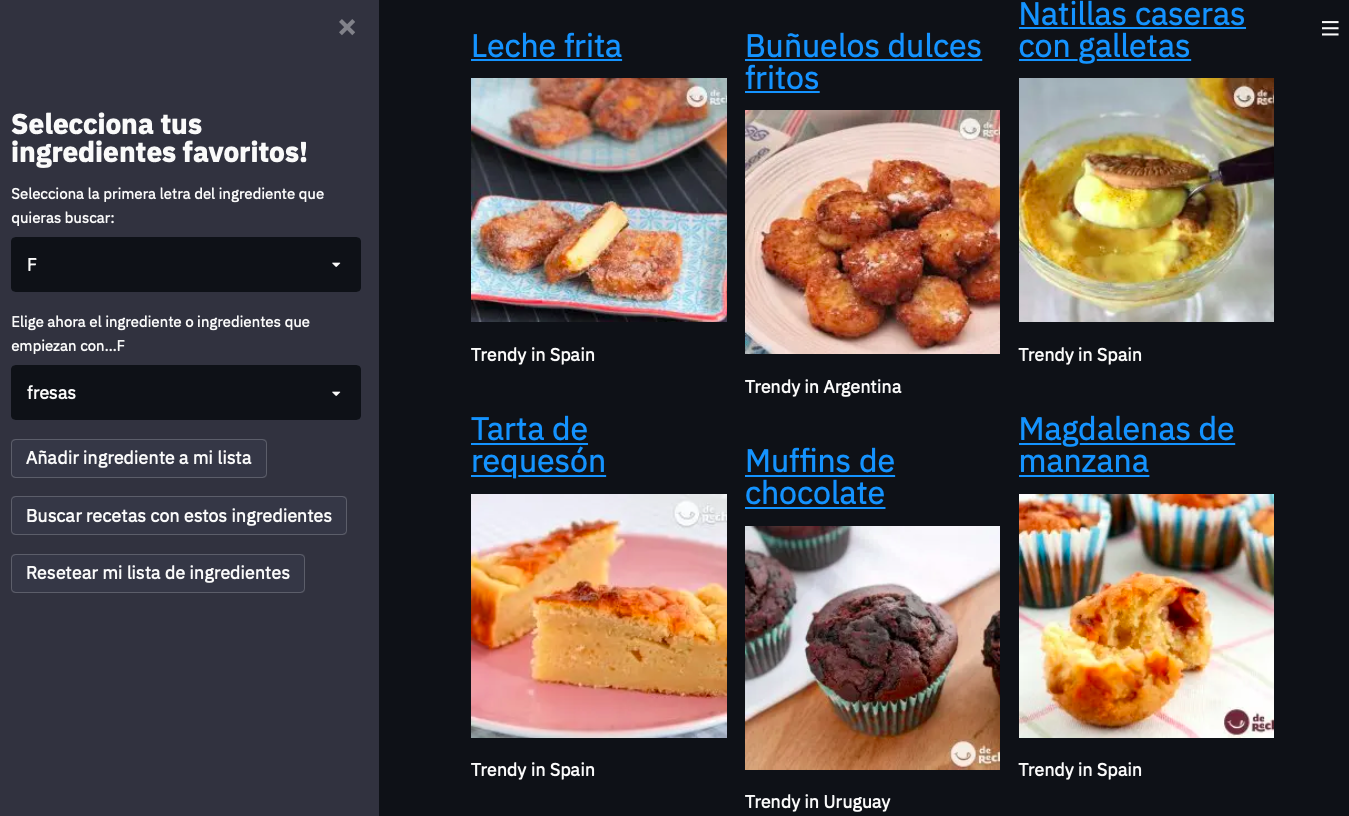 Selecciona tus
ingredientes favoritos!
Selecciona la primera letra del ingrediente que
quieras buscar:
F
Elige ahora el ingrediente o ingredientes que
empiezan con...F
fresas
Añadir ingrediente a mi lista
Buscar recetas con estos ingredientes
Resetear mi lista de ingredientes
Leche frita
Trendy in Spain
Buñuelos dulces
fritos
Trendy in Argentina
Natillas caseras
con galletas
Trendy in Spain
Tarta de
requesón
Trendy in Spain
Muffins de
chocolate
Trendy in Uruguay
Magdalenas de
manzana
Trendy in Spain